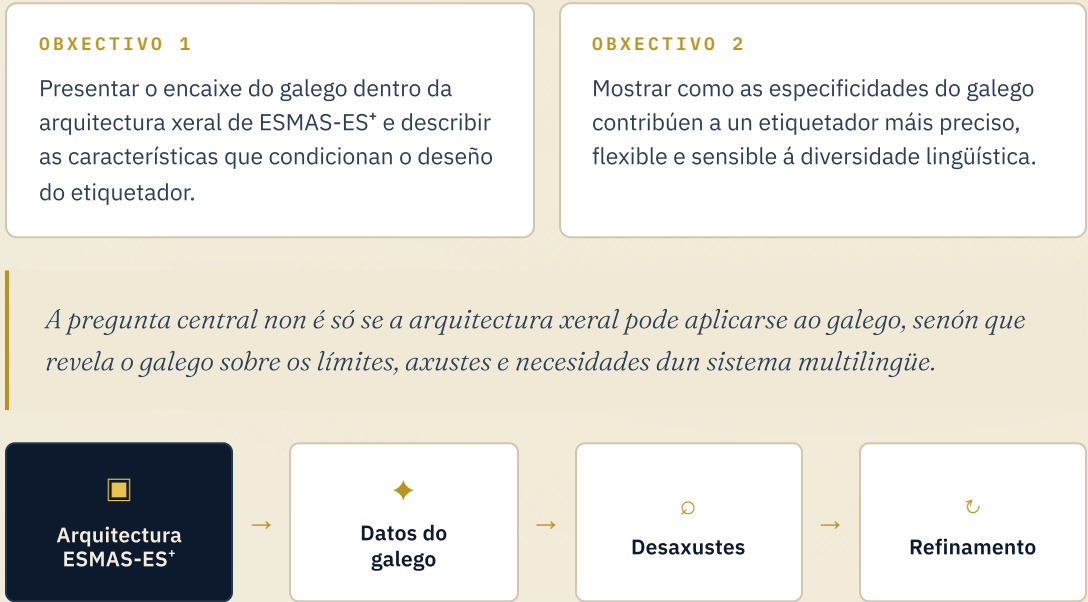 OBXECTIVO 1
Presentar o encaixe do galego dentro da
arquitectura xeral de ESMAS-ES⁺ e describir
as características que condicionan o deseño
do etiquetador.
OBXECTIVO 2
Mostrar como as especificidades do galego
contribúen a un etiquetador máis preciso,
flexible e sensible á diversidade lingüística.
A pregunta central non é só se a arquitectura xeral pode aplicarse ao galego, senón que
revela o galego sobre os límites, axustes e necesidades dun sistema multilingüe.
Arquitectura
ESMAS-ES⁺
→
Datos do
galego
→
Desaxustes
→
Refinamento